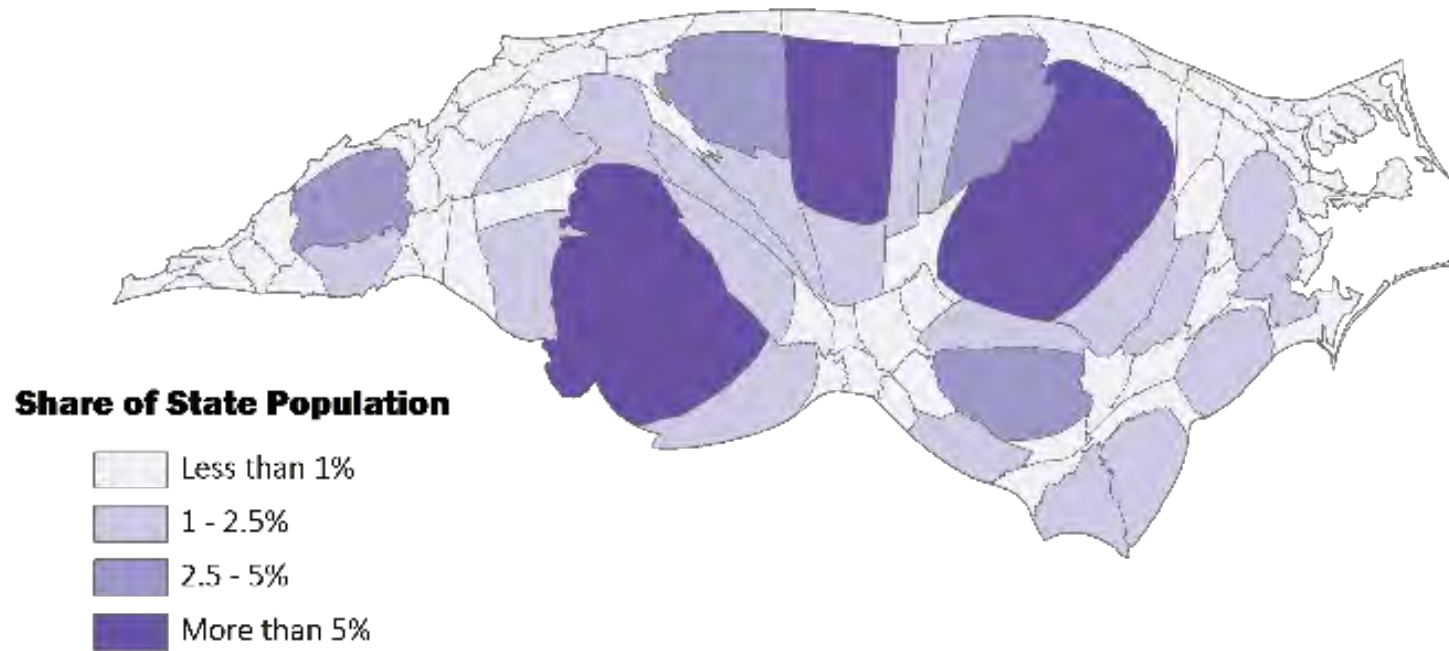 Share of State Population
Less than 1%
1 - 2.5%
2.5 - 5%
More than 5%